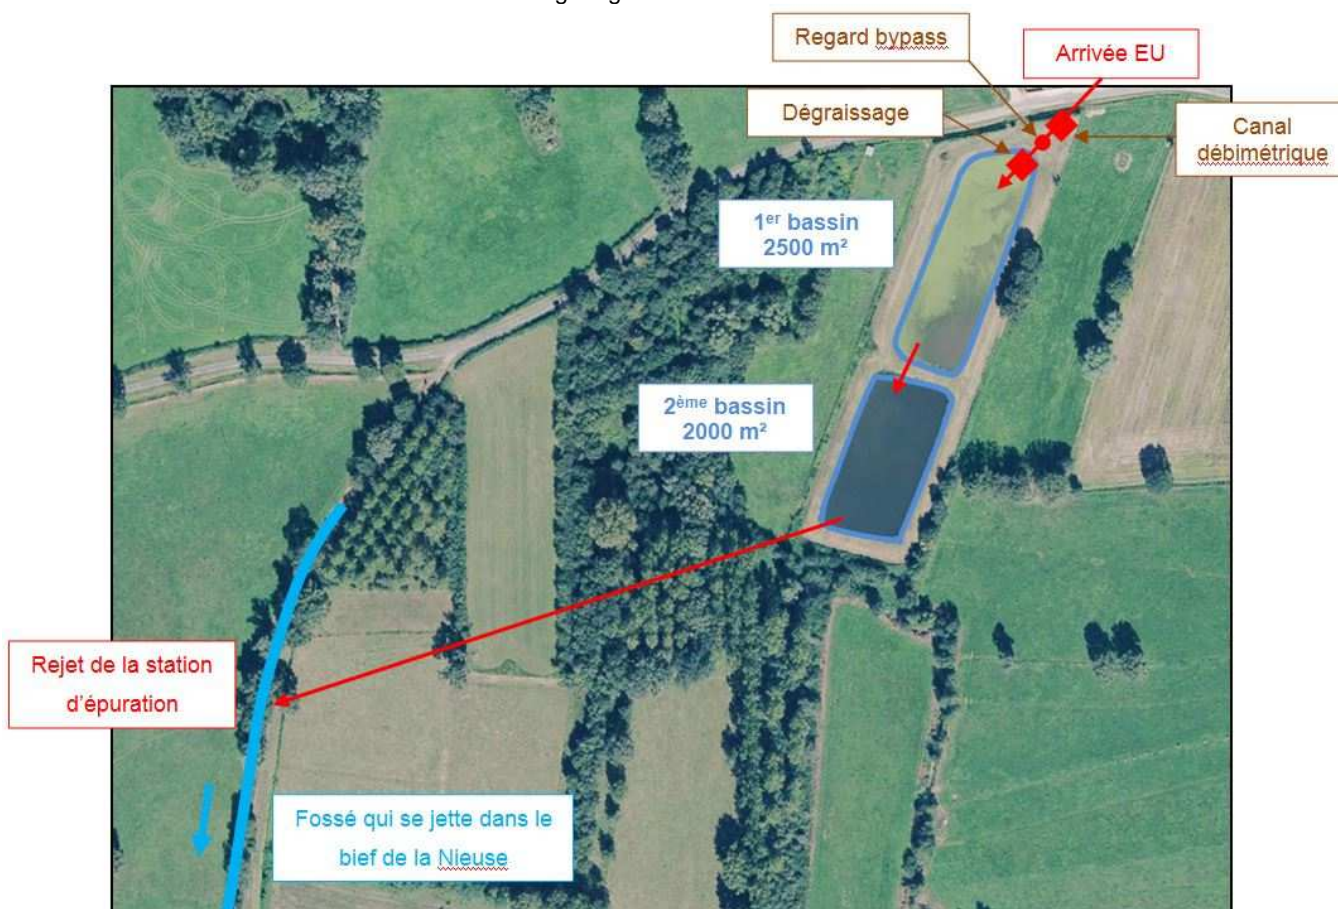 Regard bypass
Arrivée EU
Dégraissage
Canal
débimétrique
1er bassin
2500 m²
2ème bassin
2000 m²
Rejet de la station
d'épuration
Fossé qui se jette dans le
bief de la Nieuse